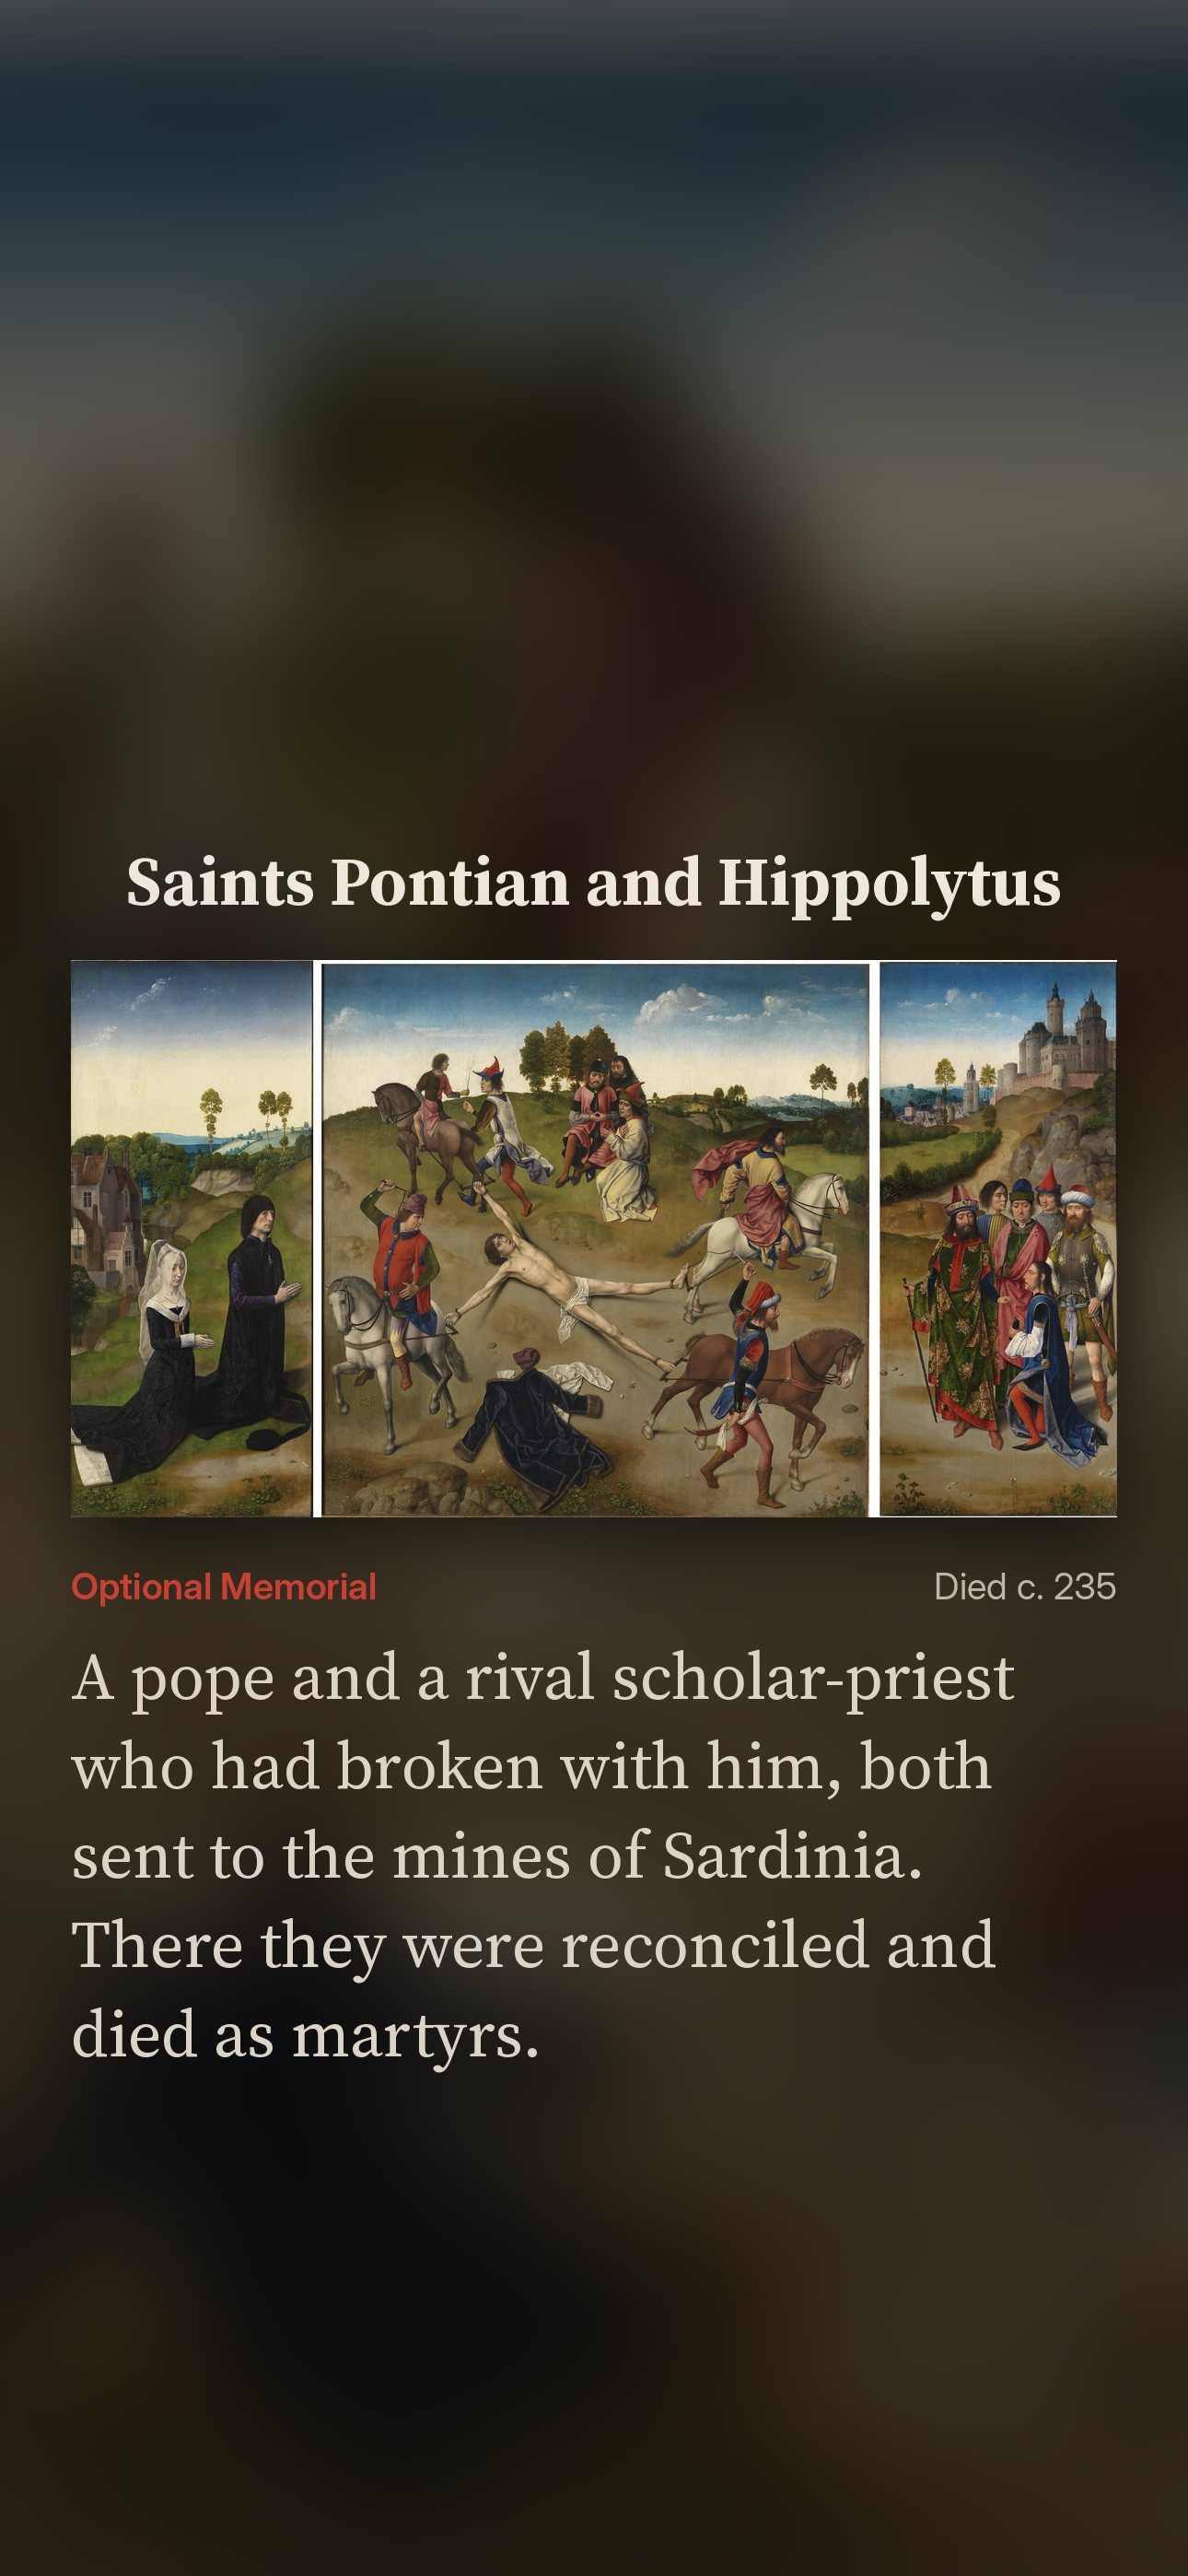 Saints Pontian and Hippolytus
Optional Memorial
Died c. 235
A pope and a rival scholar-priest
who had broken with him, both
sent to the mines of Sardinia.
There they were reconciled and
died as martyrs.